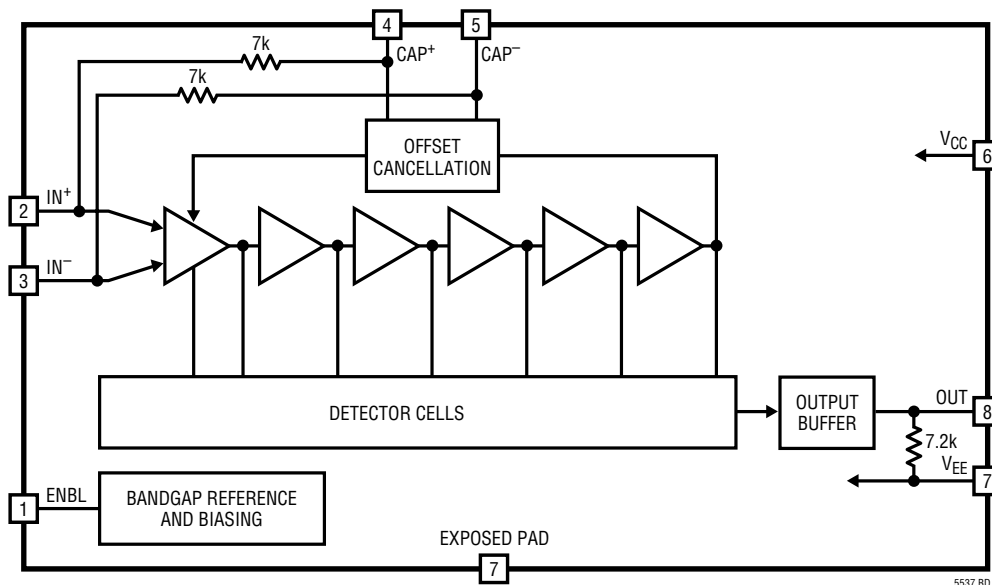 4
5
7k
CAP+
CAP–
7k
OFFSET
CANCELLATION
VCC
6
2
IN+
3
IN–
DETECTOR CELLS
OUTPUT
BUFFER
OUT
8
7.2k
VEE
7
1
ENBL
BANDGAP REFERENCE
AND BIASING
EXPOSED PAD
7
5537 BD